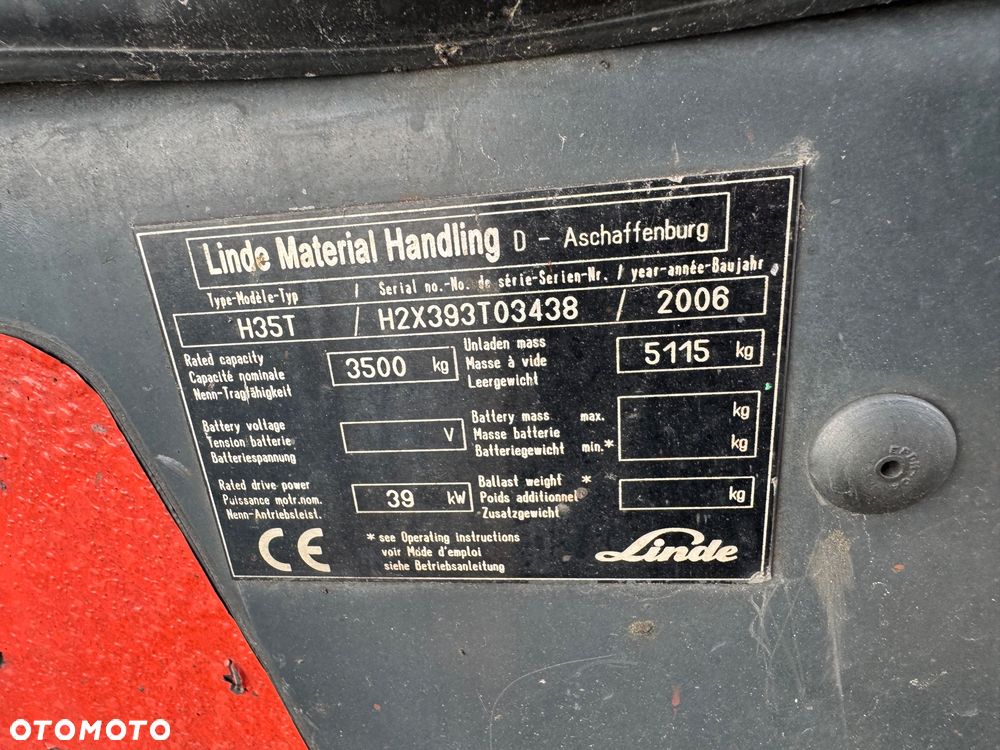 Linde Material Handling D - Aschaffenburg
Type-Modèle-Typ / Serial no.-No. de série-Serien-Nr. / year-année-Baujahr
H35T / H2X393T03438 / 2006
Rated capacity
Capacité nominale
Nenn-Tragfähigkeit
3500 kg
Unladen mass
Masse à vide
Leergewicht
5115 kg
Battery voltage
Tension batterie
Batteriespannung
V
Battery mass max.
Masse batterie
Batteriegewicht min.*
kg
kg
Rated drive power
Puissance motr.nom.
Nenn-Antriebsleist.
39 kW
Ballast weight *
Poids additionnel
Zusatzgewicht
kg
CE
* see Operating instructions
voir Mode d'emploi
siehe Betriebsanleitung
Linde
OTOMOTO